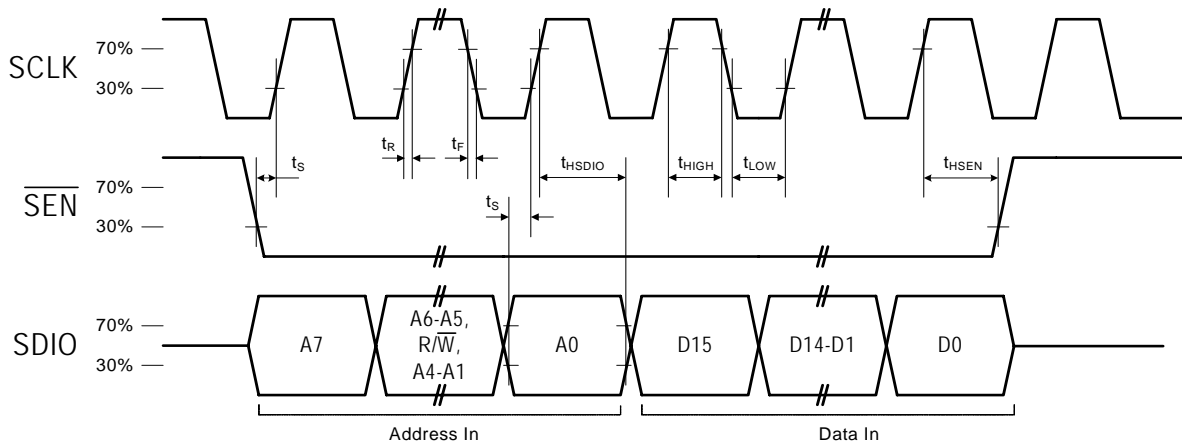 SCLK
70%
30%
tS
tR
tF
tHSDIO
tHIGH
tLOW
tHSEN
SEN
70%
30%
tS
SDIO
70%
30%
A7
A6-A5,
R/W,
A4-A1
A0
D15
D14-D1
D0
Address In
Data In